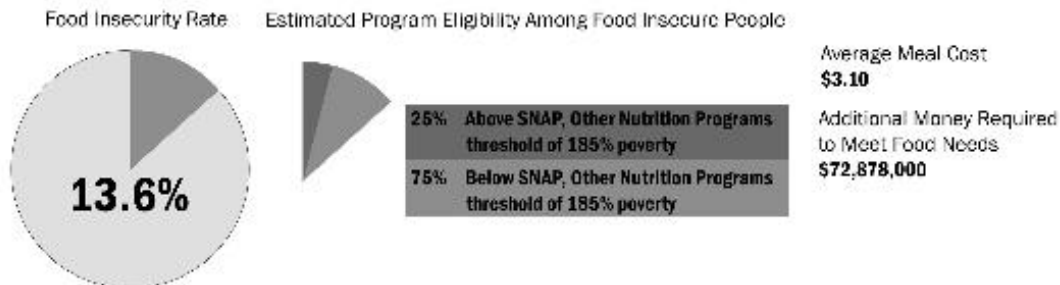 Food Insecurity Rate
Estimated Program Eligibility Among Food Insecure People
13.6%
25% Above SNAP, Other Nutrition Programs
threshold of 185% poverty
75% Below SNAP, Other Nutrition Programs
threshold of 185% poverty
Average Meal Cost
$3.10
Additional Money Required
to Meet Food Needs
$72,878,000